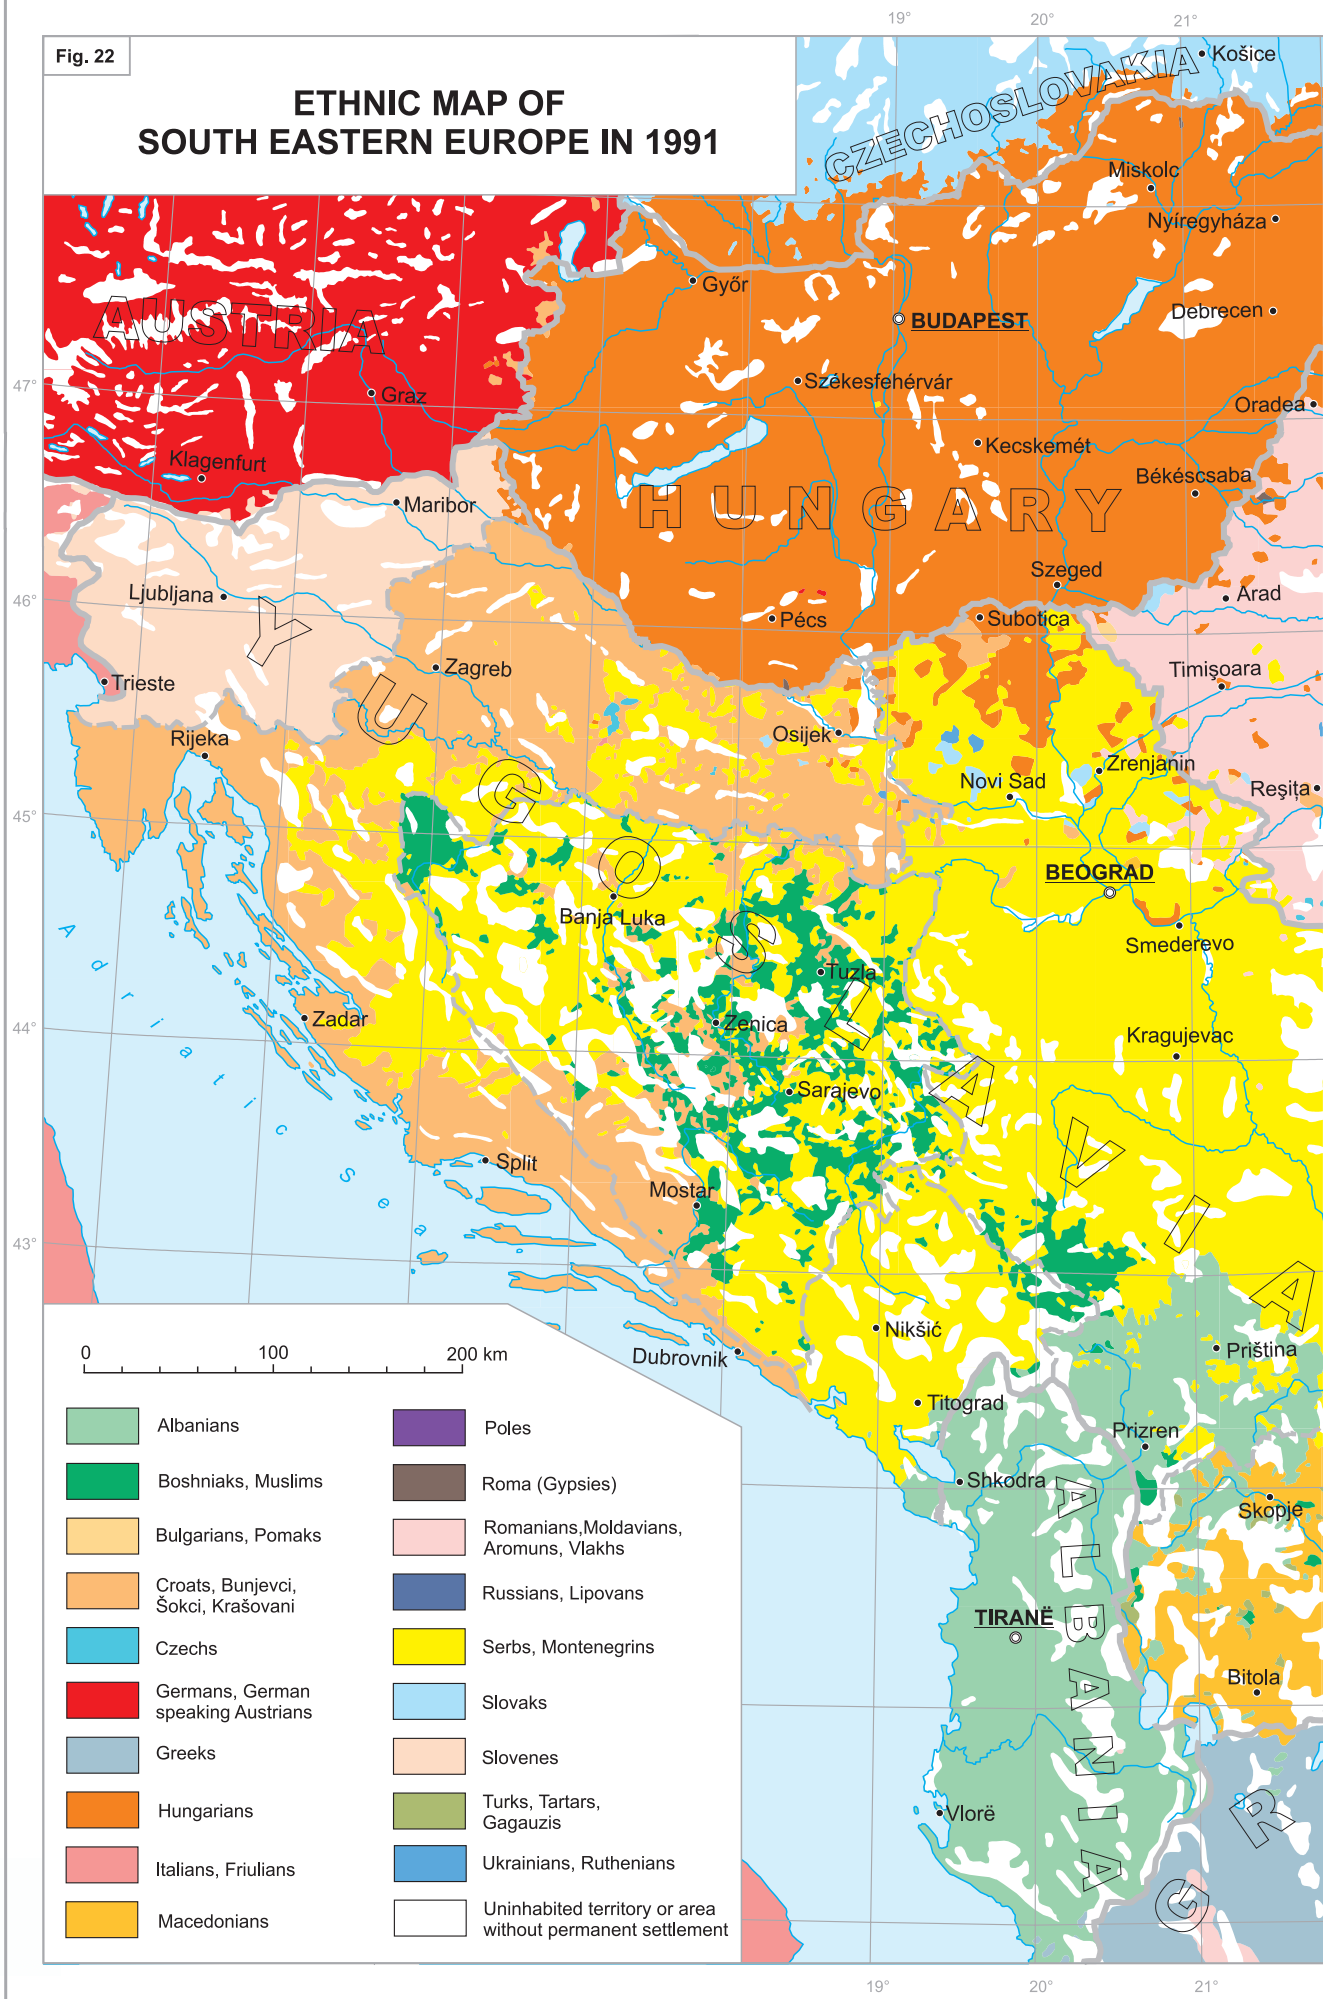 19° 20° 21°
Fig. 22
ETHNIC MAP OF
SOUTH EASTERN EUROPE IN 1991
CZECHOSLOVAKIA
Košice
Miskolc
Nyíregyháza
Győr
Debrecen
BUDAPEST
AUSTRIA
Székesfehérvár
47°
Graz
Oradea
Kecskemét
Klagenfurt
Békéscsaba
Maribor
HUNGARY
Szeged
46°
Ljubljana
Arad
Pécs
Subotica
Zagreb
Timişoara
Trieste
YUGOSLAVIA
Rijeka
Osijek
Zrenjanin
Novi Sad
Reşiţa
45°
BEOGRAD
Banja Luka
Smederevo
Adriatic Sea
Tuzla
44°
Zadar
Zenica
Kragujevac
Sarajevo
Split
Mostar
43°
Nikšić
Dubrovnik
Priština
0 100 200 km
Titograd
Prizren
Shkodra
Skopje
ALBANIA
TIRANË
Bitola
Vlorë
G R
Albanians
Boshniaks, Muslims
Bulgarians, Pomaks
Croats, Bunjevci,
Šokci, Krašovani
Czechs
Germans, German
speaking Austrians
Greeks
Hungarians
Italians, Friulians
Macedonians
Poles
Roma (Gypsies)
Romanians,Moldavians,
Aromuns, Vlakhs
Russians, Lipovans
Serbs, Montenegrins
Slovaks
Slovenes
Turks, Tartars,
Gagauzis
Ukrainians, Ruthenians
Uninhabited territory or area
without permanent settlement
19° 20° 21°